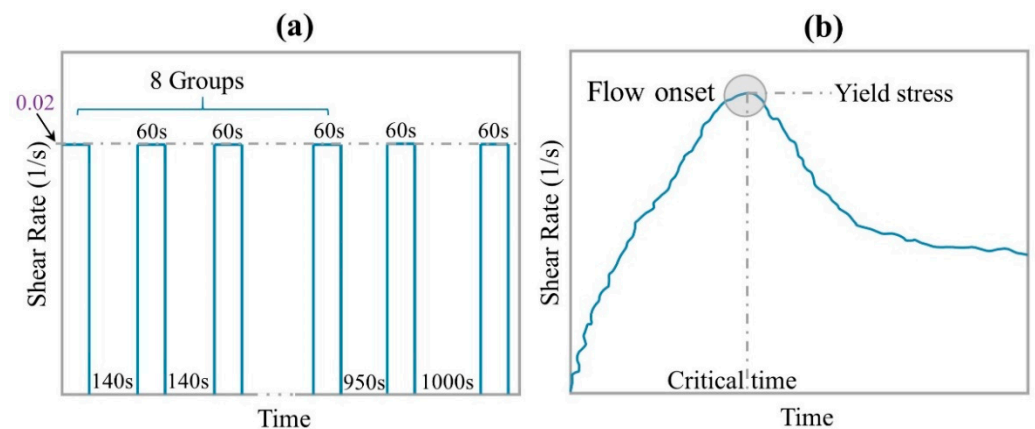 (a)
8 Groups
0.02
60s 60s 60s 60s 60s
Shear Rate (1/s)
140s 140s 950s 1000s
Time
(b)
Flow onset
Yield stress
Shear Rate (1/s)
Critical time
Time